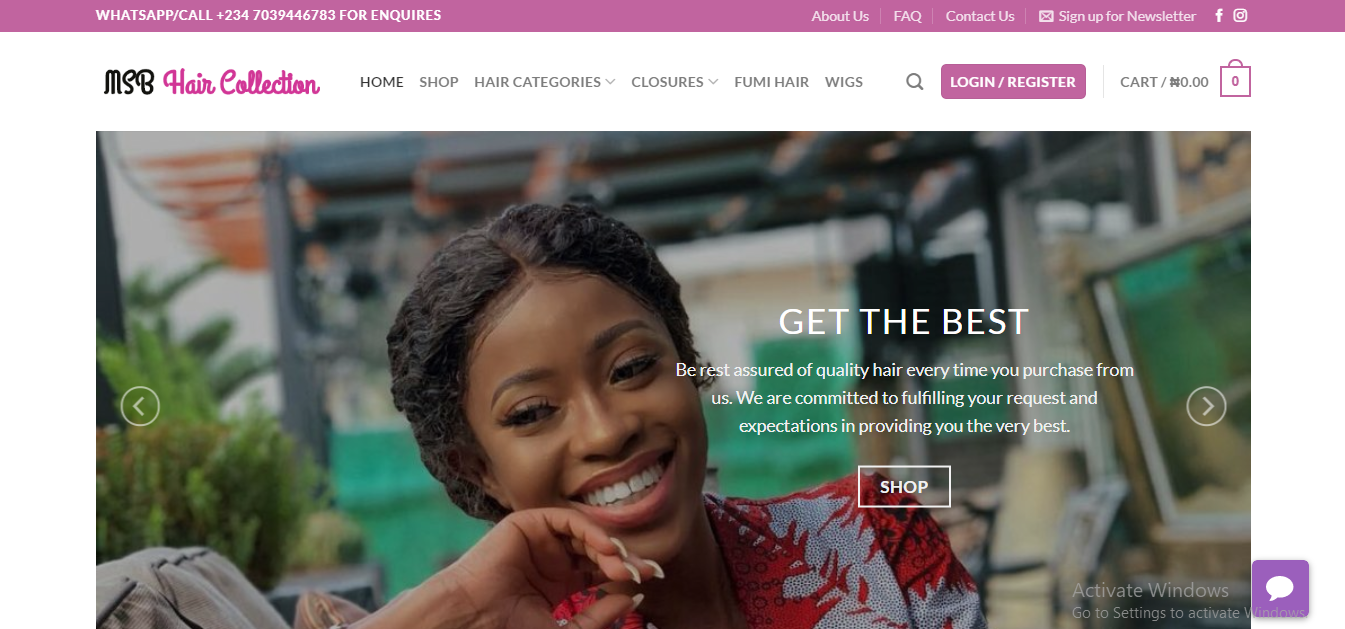 WHATSAPP/CALL +234 7039446783 FOR ENQUIRES
About Us
FAQ
Contact Us
Sign up for Newsletter
MSB Hair Collection
HOME
SHOP
HAIR CATEGORIES
CLOSURES
FUMI HAIR
WIGS
LOGIN / REGISTER
CART / ₦0.00
0
GET THE BEST
Be rest assured of quality hair every time you purchase from
us. We are committed to fulfilling your request and
expectations in providing you the very best.
SHOP
Activate Windows
Go to Settings to activate Windows.